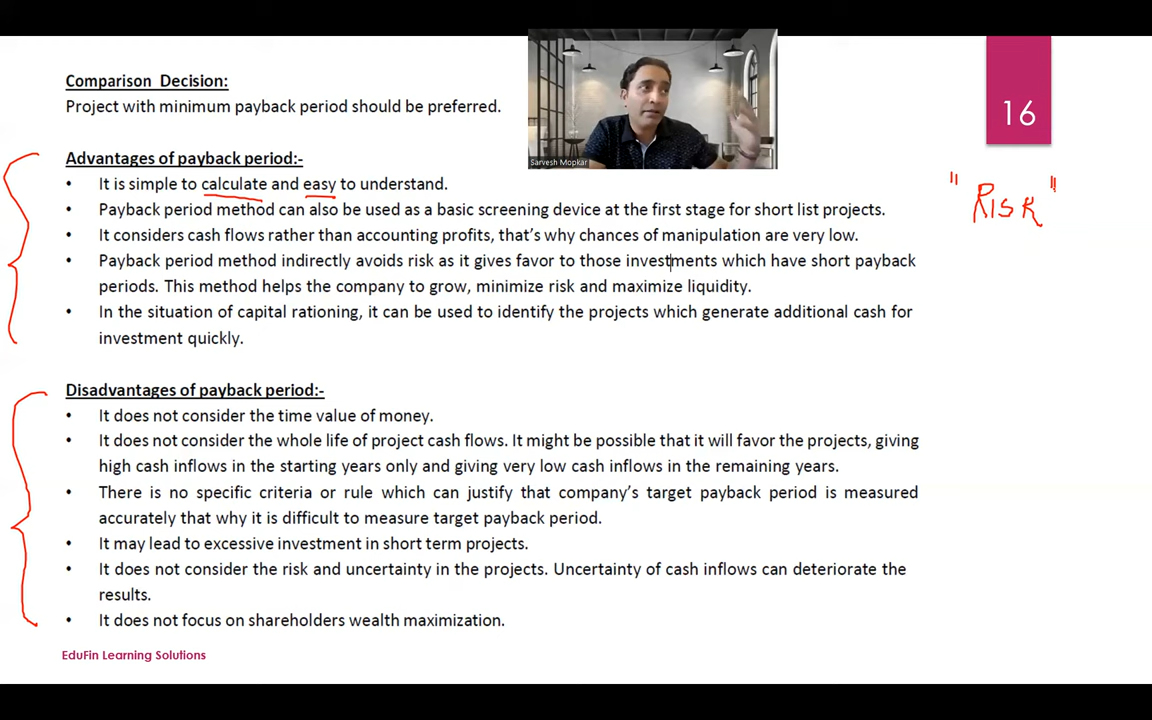 Comparison Decision:
Project with minimum payback period should be preferred.
16
Sarvesh Mopkar
Advantages of payback period:-
• It is simple to calculate and easy to understand.
• Payback period method can also be used as a basic screening device at the first stage for short list projects.
• It considers cash flows rather than accounting profits, that's why chances of manipulation are very low.
• Payback period method indirectly avoids risk as it gives favor to those investments which have short payback
periods. This method helps the company to grow, minimize risk and maximize liquidity.
• In the situation of capital rationing, it can be used to identify the projects which generate additional cash for
investment quickly.
"RISK"
Disadvantages of payback period:-
• It does not consider the time value of money.
• It does not consider the whole life of project cash flows. It might be possible that it will favor the projects, giving
high cash inflows in the starting years only and giving very low cash inflows in the remaining years.
• There is no specific criteria or rule which can justify that company's target payback period is measured
accurately that why it is difficult to measure target payback period.
• It may lead to excessive investment in short term projects.
• It does not consider the risk and uncertainty in the projects. Uncertainty of cash inflows can deteriorate the
results.
• It does not focus on shareholders wealth maximization.
EduFin Learning Solutions